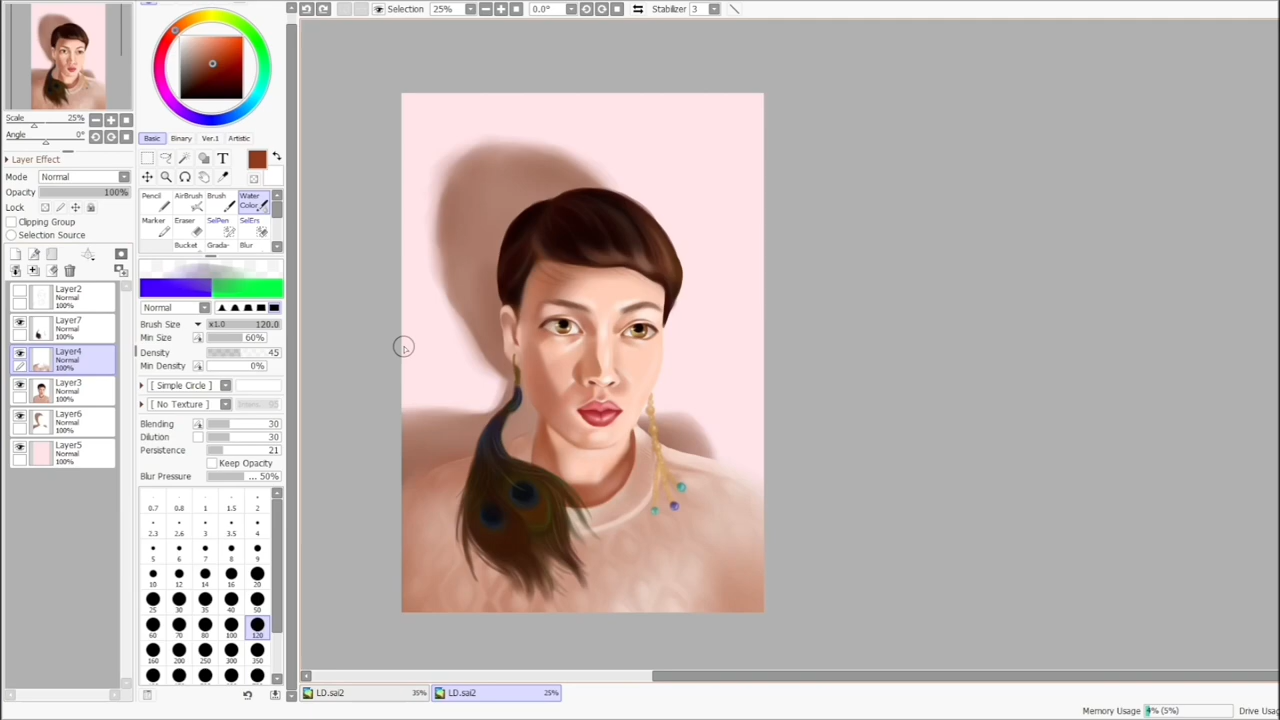 Selection 25% 0.0° Stabilizer 3
Scale 25%
Angle 0°
Layer Effect
Mode Normal
Opacity 100%
Lock
Clipping Group
Selection Source
Layer2
Normal
100%
Layer7
Normal
100%
Layer4
Normal
100%
Layer3
Normal
100%
Layer6
Normal
100%
Layer5
Normal
100%
Basic Binary Ver.1 Artistic
T
Pencil AirBrush Brush Water
Color
Marker Eraser SelPen SelErs
Bucket Grada- Blur
Normal
Brush Size x1.0 120.0
Min Size 60%
Density 45
Min Density 0%
[ Simple Circle ]
[ No Texture ]
Blending 30
Dilution 30
Persistence 21
Keep Opacity
Blur Pressure ... 50%
0.7 0.8 1 1.5 2
2.3 2.6 3 3.5 4
5 6 7 8 9
10 12 14 16 20
25 30 35 40 50
60 70 80 100 120
160 200 250 300 350
LD.sai2 35% LD.sai2 25%
Memory Usage (5%) Drive Usag